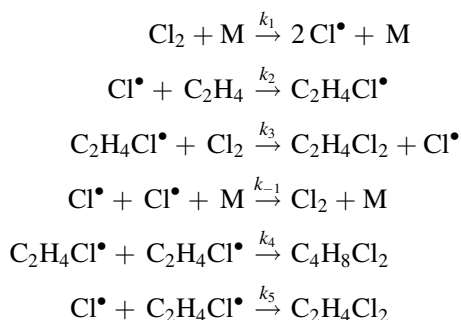 Cl₂ + M →k₁ 2 Cl• + M
Cl• + C₂H₄ →k₂ C₂H₄Cl•
C₂H₄Cl• + Cl₂ →k₃ C₂H₄Cl₂ + Cl•
Cl• + Cl• + M →k₋₁ Cl₂ + M
C₂H₄Cl• + C₂H₄Cl• →k₄ C₄H₈Cl₂
Cl• + C₂H₄Cl• →k₅ C₂H₄Cl₂